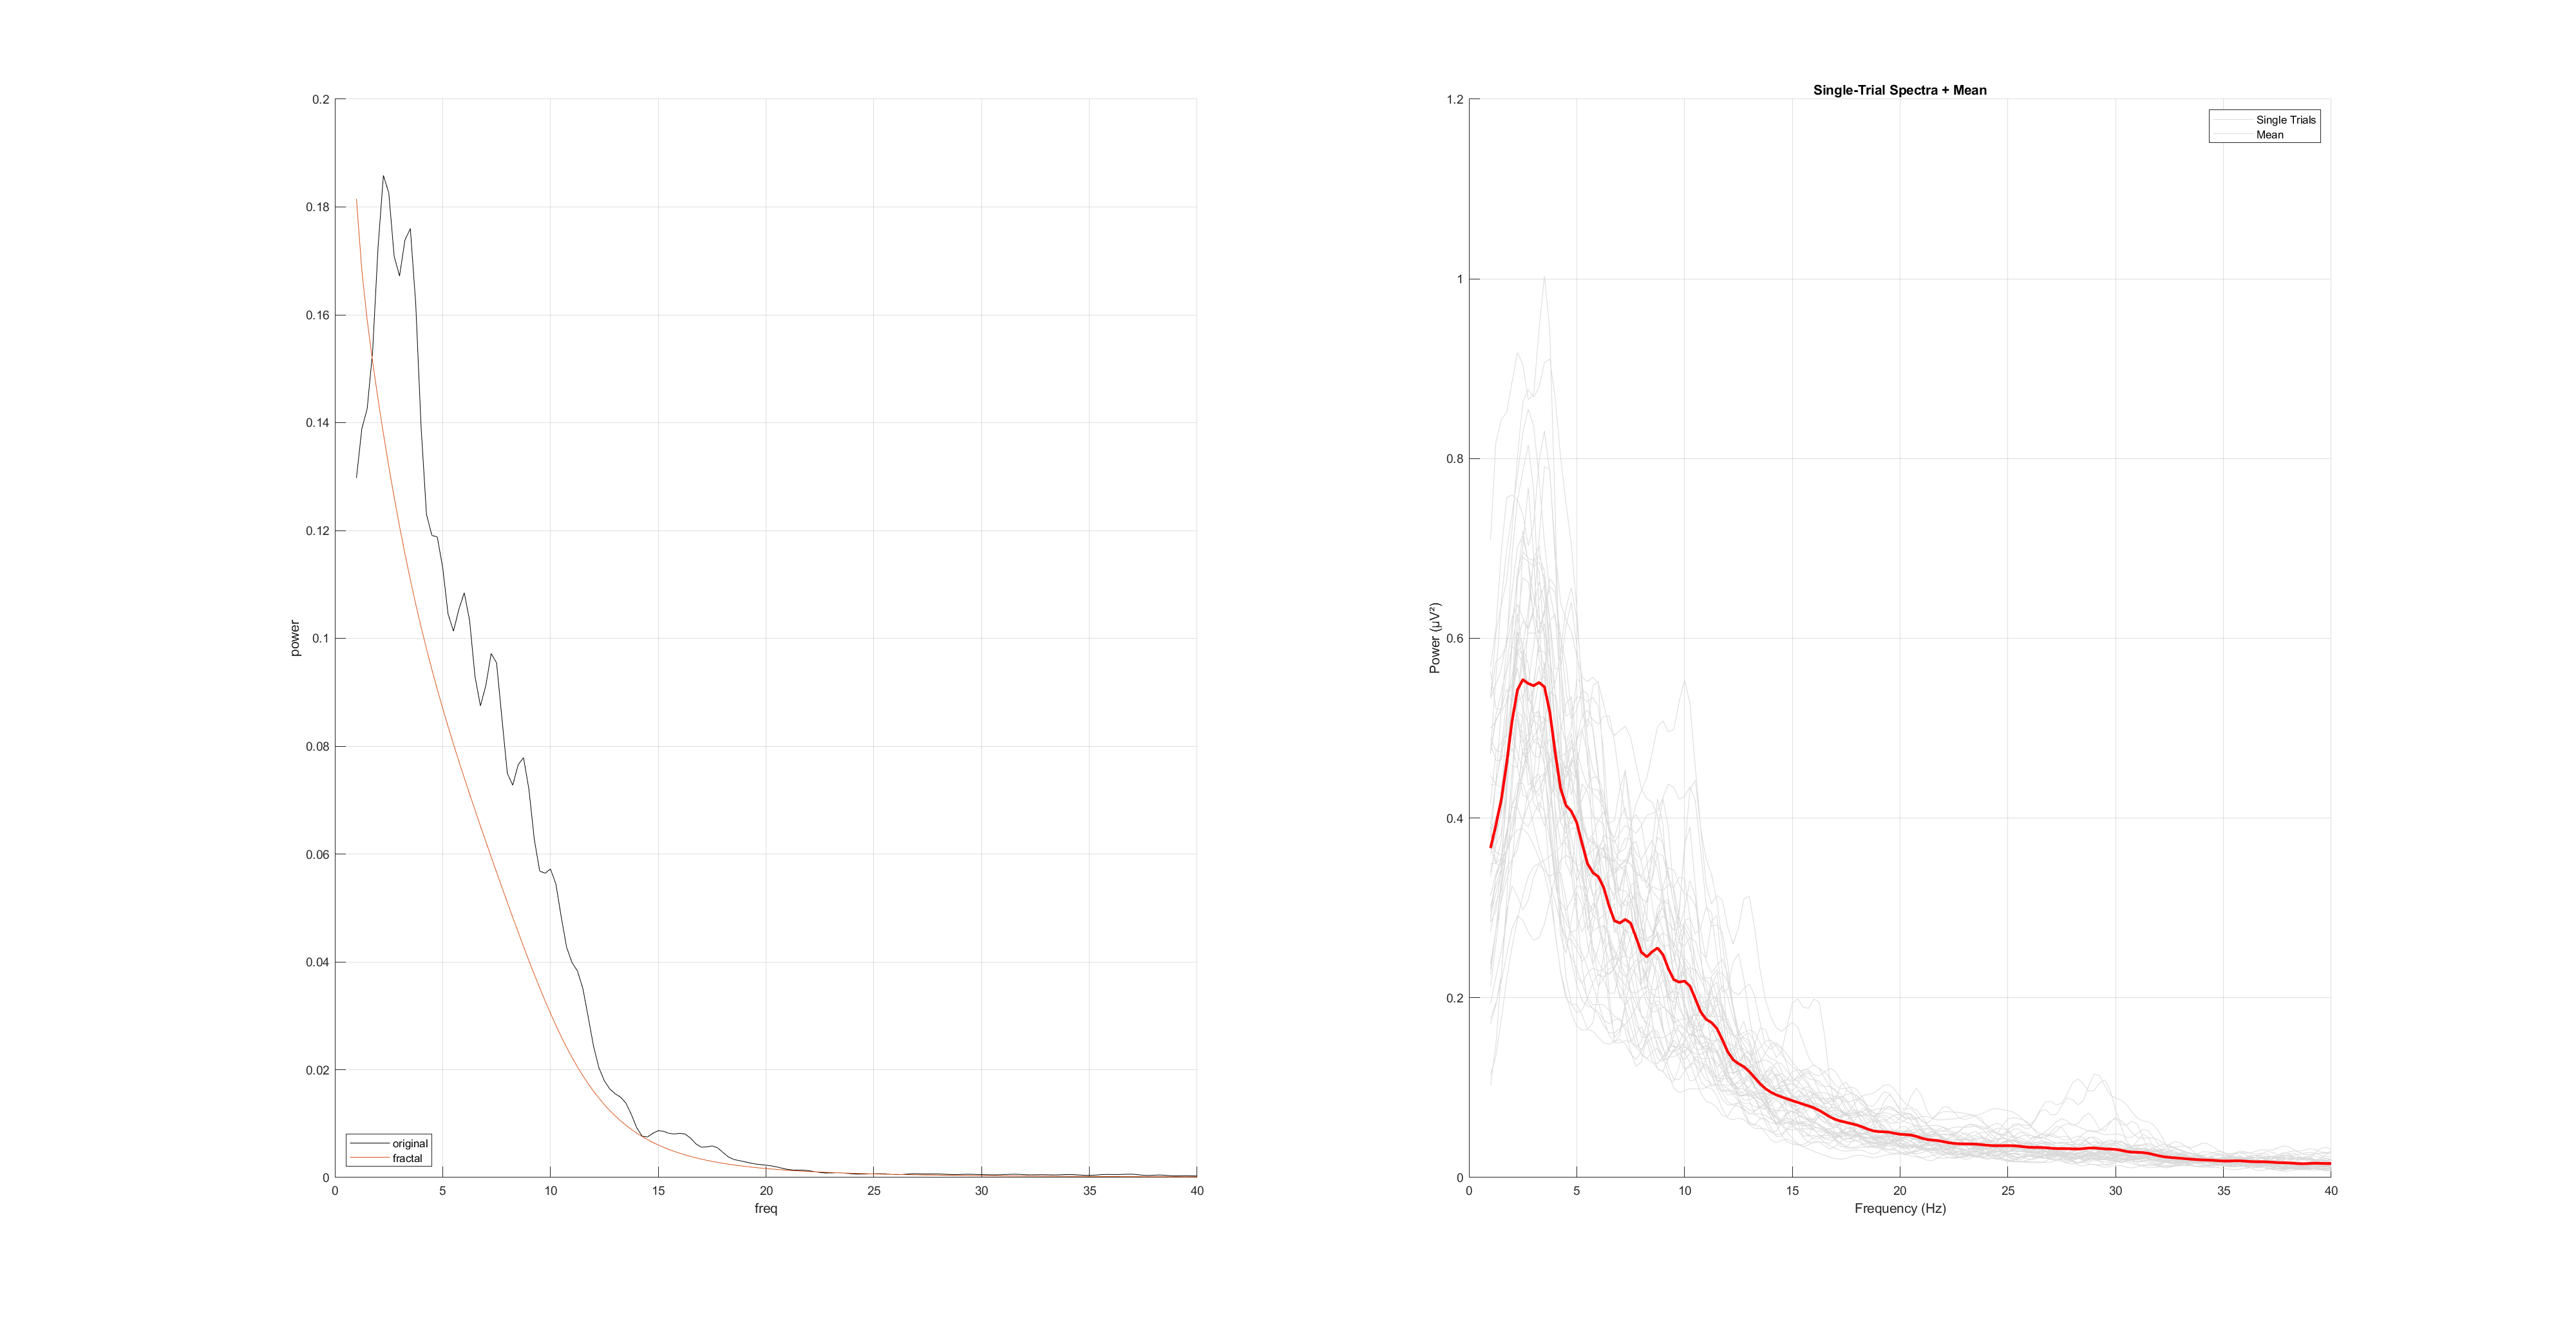 0.2
0.18
0.16
0.14
0.12
0.1
0.08
0.06
0.04
0.02
0
power
original
fractal
0 5 10 15 20 25 30 35 40
freq
Single-Trial Spectra + Mean
1.2
1
0.8
0.6
0.4
0.2
0
Power (µV²)
Single Trials
Mean
0 5 10 15 20 25 30 35 40
Frequency (Hz)